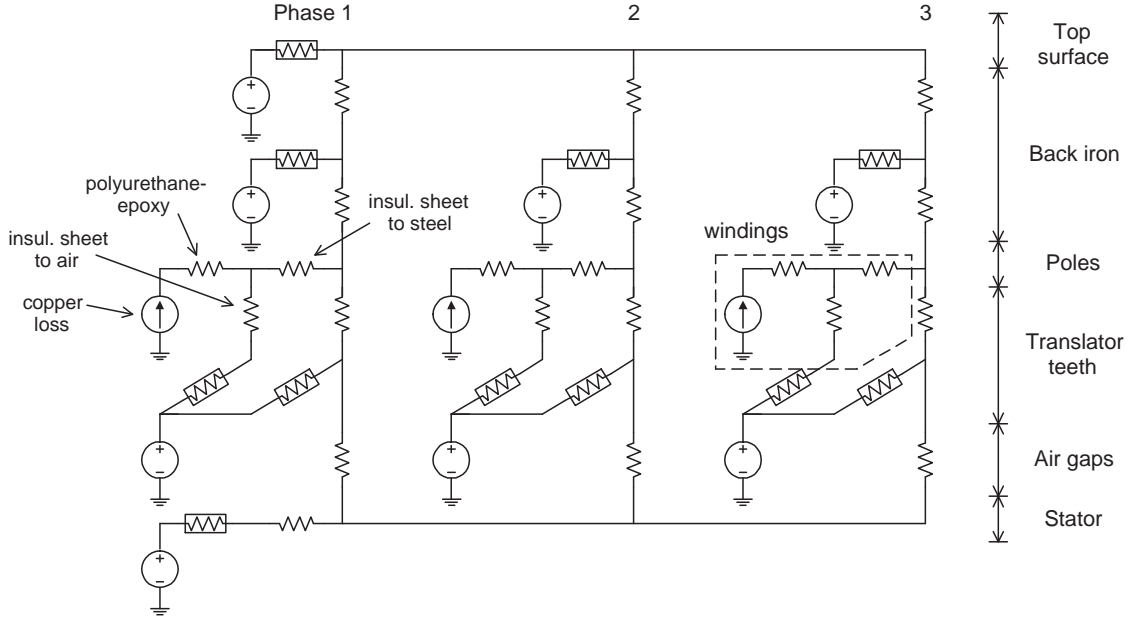 Phase 1
2
3
Top
surface
Back iron
polyurethane-
epoxy
insul. sheet
to steel
insul. sheet
to air
windings
Poles
copper
loss
Translator
teeth
Air gaps
Stator